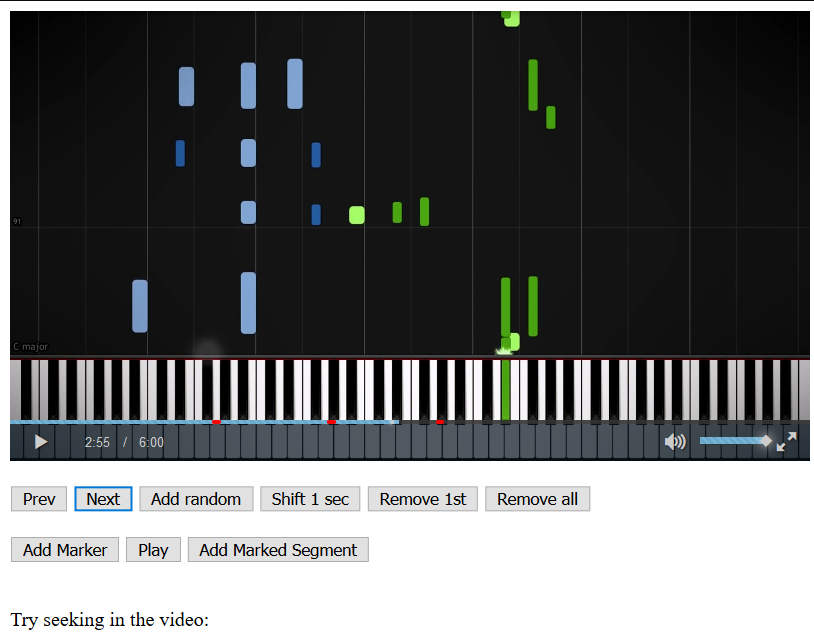 91
C major
2:55 / 6:00
Prev Next Add random Shift 1 sec Remove 1st Remove all
Add Marker Play Add Marked Segment
Try seeking in the video: